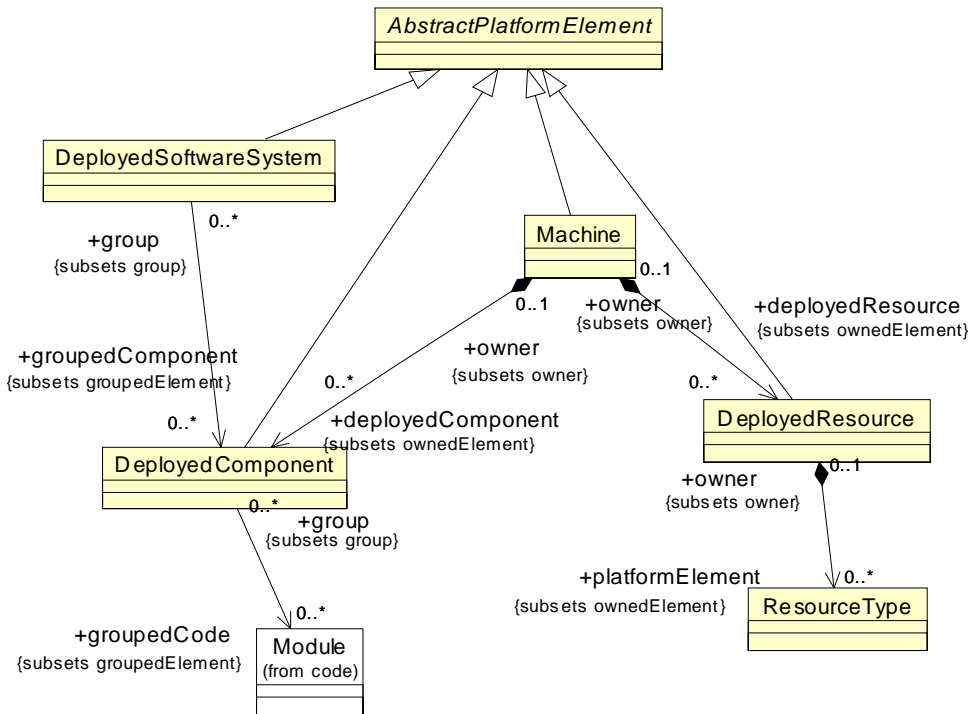 AbstractPlatformElement
DeployedSoftwareSystem
0..*
+group
{subsets group}
Machine
0..1
0..1
+owner
{subsets owner}
+deployedResource
{subsets ownedElement}
+groupedComponent
{subsets groupedElement}
+owner
{subsets owner}
0..*
0..*
0..*
+deployedComponent
{subsets ownedElement}
DeployedResource
DeployedComponent
0..1
+owner
{subsets owner}
0..*
+group
{subsets group}
+platformElement
{subsets ownedElement}
0..*
ResourceType
0..*
+groupedCode
{subsets groupedElement}
Module
(from code)